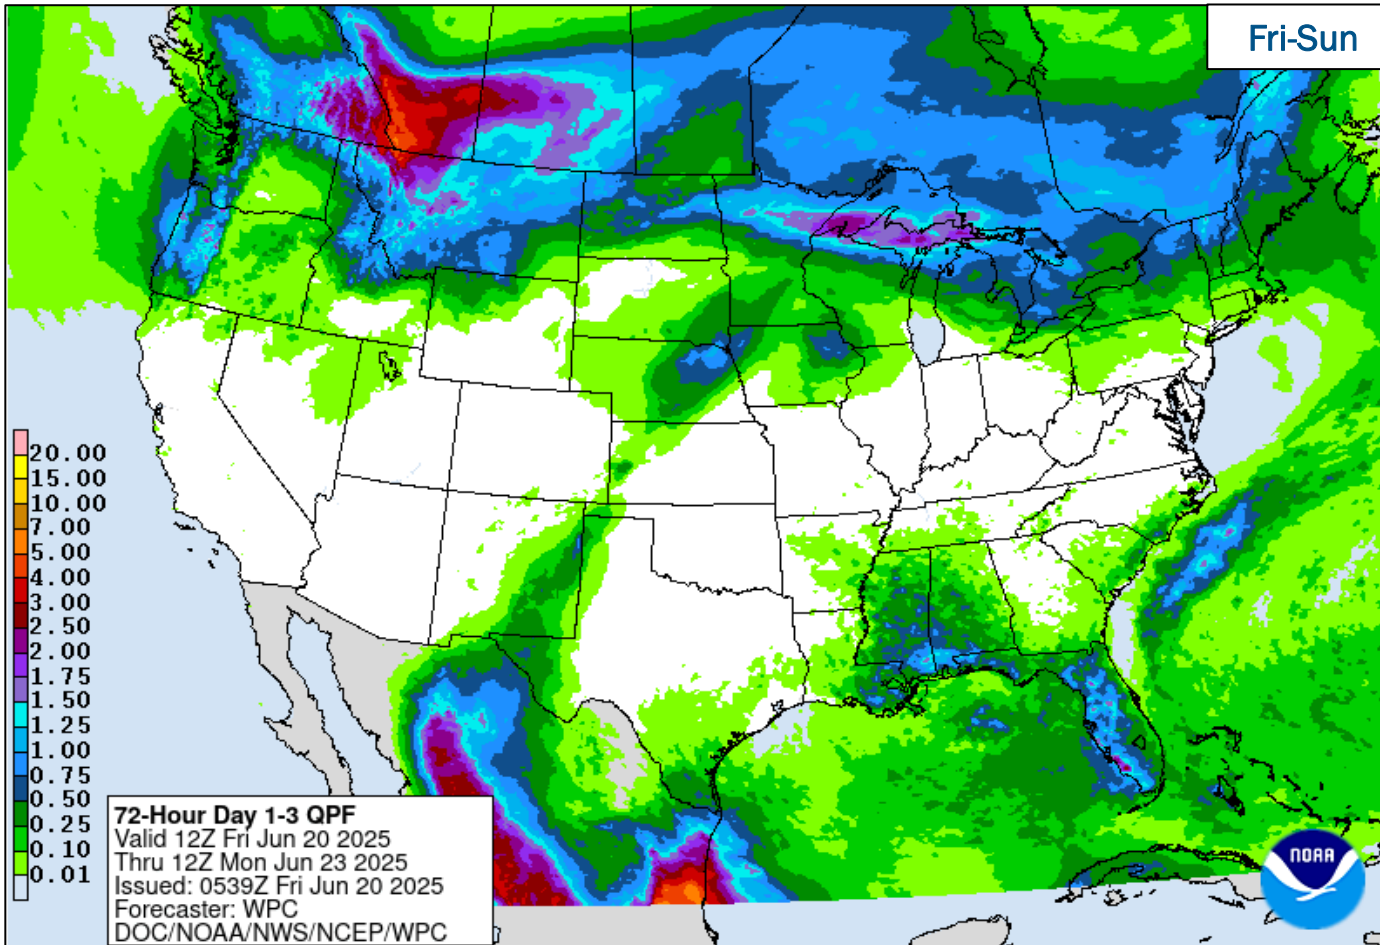 Fri-Sun
20.00
15.00
10.00
7.00
5.00
4.00
3.00
2.50
2.00
1.75
1.50
1.25
1.00
0.75
0.50
0.25
0.10
0.01
72-Hour Day 1-3 QPF
Valid 12Z Fri Jun 20 2025
Thru 12Z Mon Jun 23 2025
Issued: 0539Z Fri Jun 20 2025
Forecaster: WPC
DOC/NOAA/NWS/NCEP/WPC
NOAA